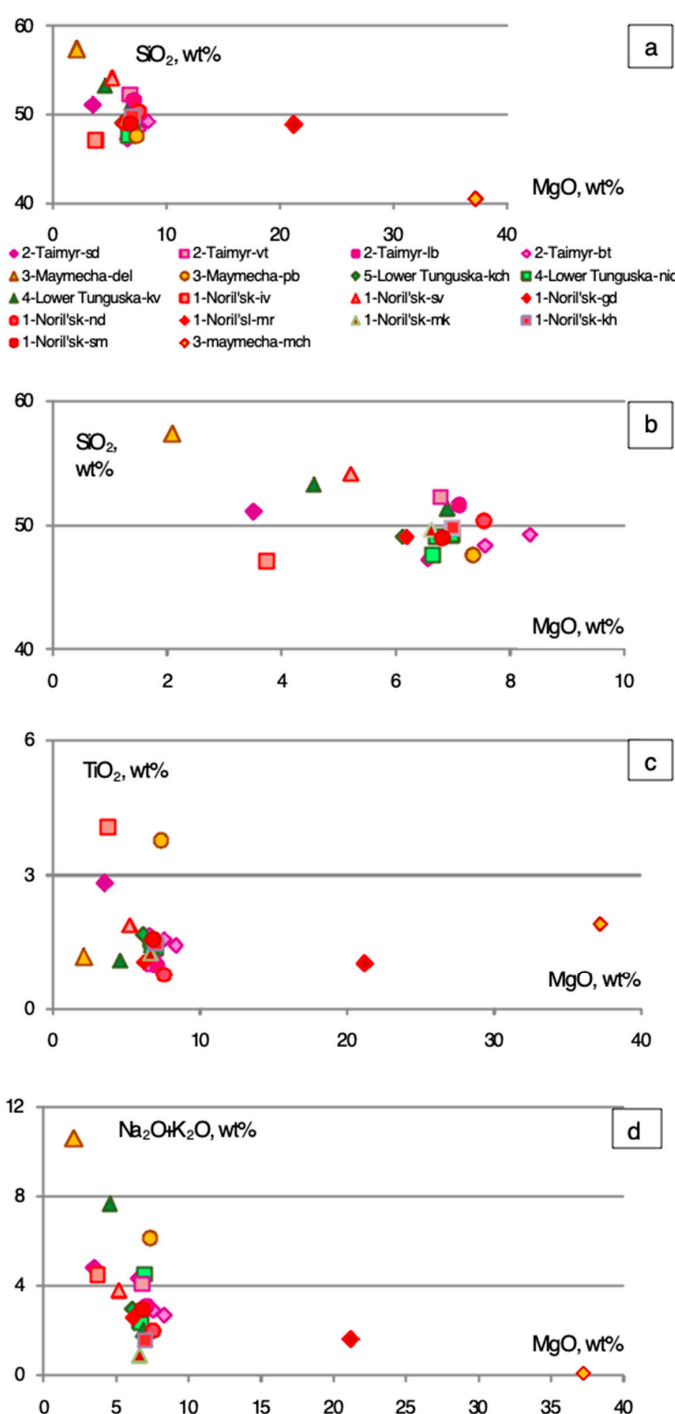 60
SiO2, wt%
a
50
MgO, wt%
40
0 10 20 30 40
2-Taimyr-sd 2-Taimyr-vt 2-Taimyr-lb 2-Taimyr-bt
3-Maymecha-del 3-Maymecha-pb 5-Lower Tunguska-kch 4-Lower Tunguska-nid
4-Lower Tunguska-kv 1-Noril'sk-iv 1-Noril'sk-sv 1-Noril'sk-gd
1-Noril'sk-nd 1-Noril'sl-mr 1-Noril'sk-mk 1-Noril'sk-kh
1-Noril'sk-sm 3-maymecha-mch
60
b
SiO2,
wt%
50
MgO, wt%
40
0 2 4 6 8 10
6
c
TiO2, wt%
3
MgO, wt%
0
0 10 20 30 40
12
Na2O+K2O, wt%
d
8
4
MgO, wt%
0
0 5 10 15 20 25 30 35 40